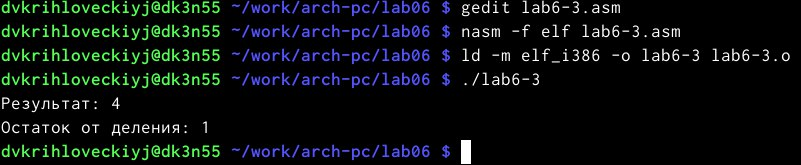 dvkrihloveckiyj@dk3n55 ~/work/arch-pc/lab06 $ gedit lab6-3.asm
dvkrihloveckiyj@dk3n55 ~/work/arch-pc/lab06 $ nasm -f elf lab6-3.asm
dvkrihloveckiyj@dk3n55 ~/work/arch-pc/lab06 $ ld -m elf_i386 -o lab6-3 lab6-3.o
dvkrihloveckiyj@dk3n55 ~/work/arch-pc/lab06 $ ./lab6-3
Результат: 4
Остаток от деления: 1
dvkrihloveckiyj@dk3n55 ~/work/arch-pc/lab06 $